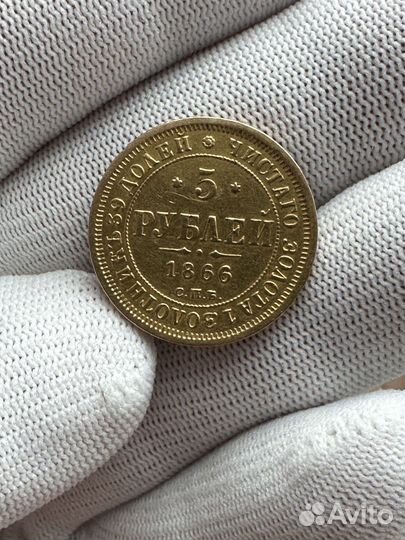 ЧИСТАГО ЗОЛОТА 1 ЗОЛОТНИКЪ 39 ДОЛЕЙ
5
РУБЛЕЙ
1866
С.П.Б.
Avito